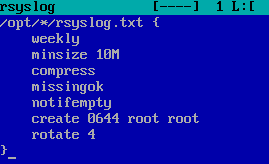 rsyslog [----] 1 L:[
/opt/*/rsyslog.txt {
    weekly
    minsize 10M
    compress
    missingok
    notifempty
    create 0644 root root
    rotate 4
}_